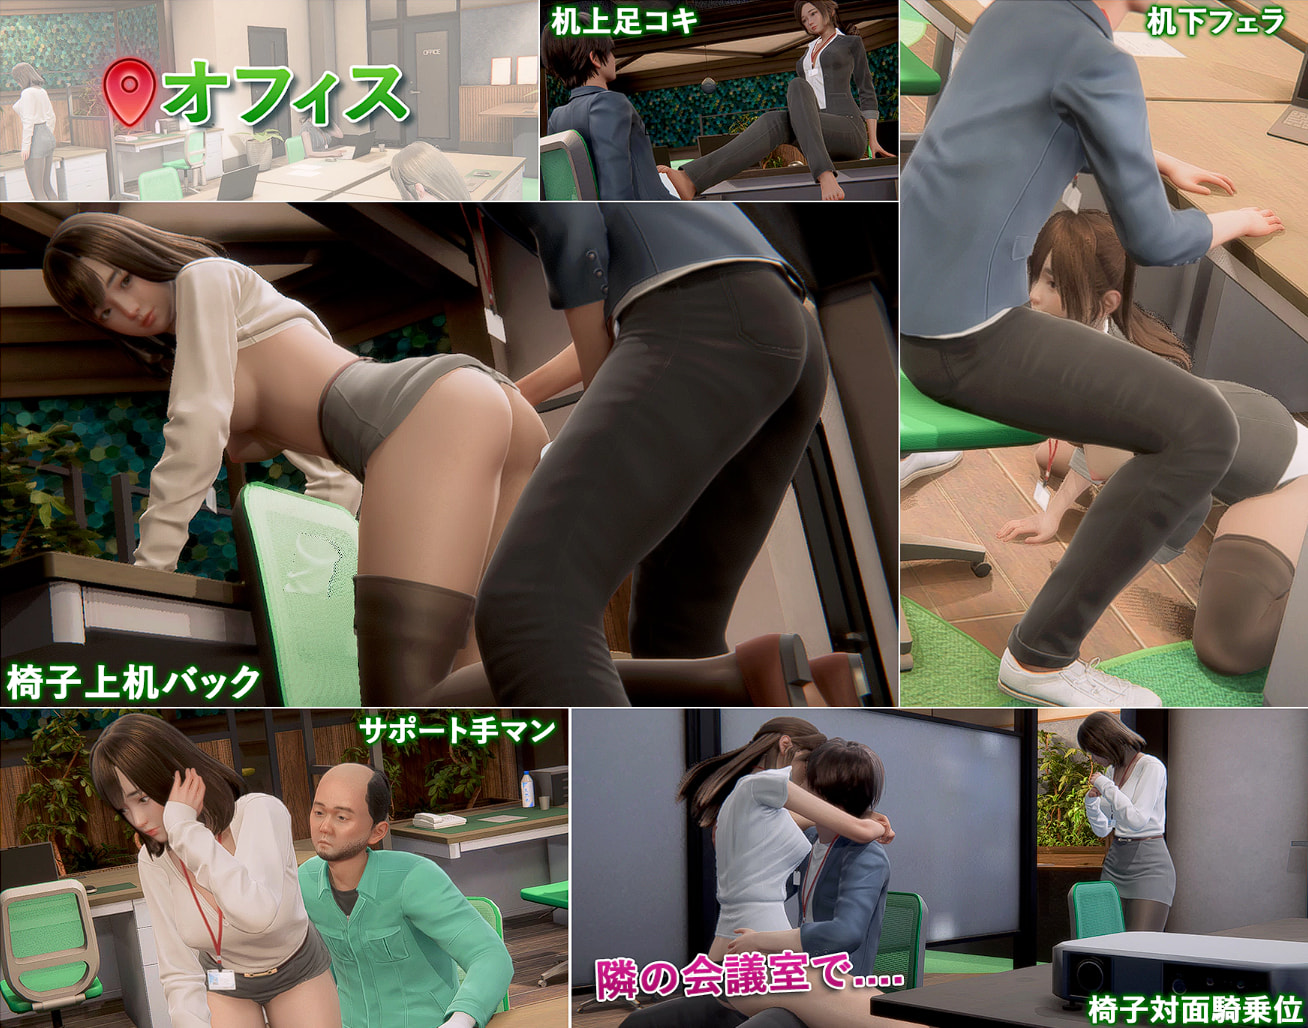 OFFICE
オフィス
机上足コキ
机下フェラ
椅子上机バック
サポート手マン
隣の会議室で....
椅子対面騎乗位